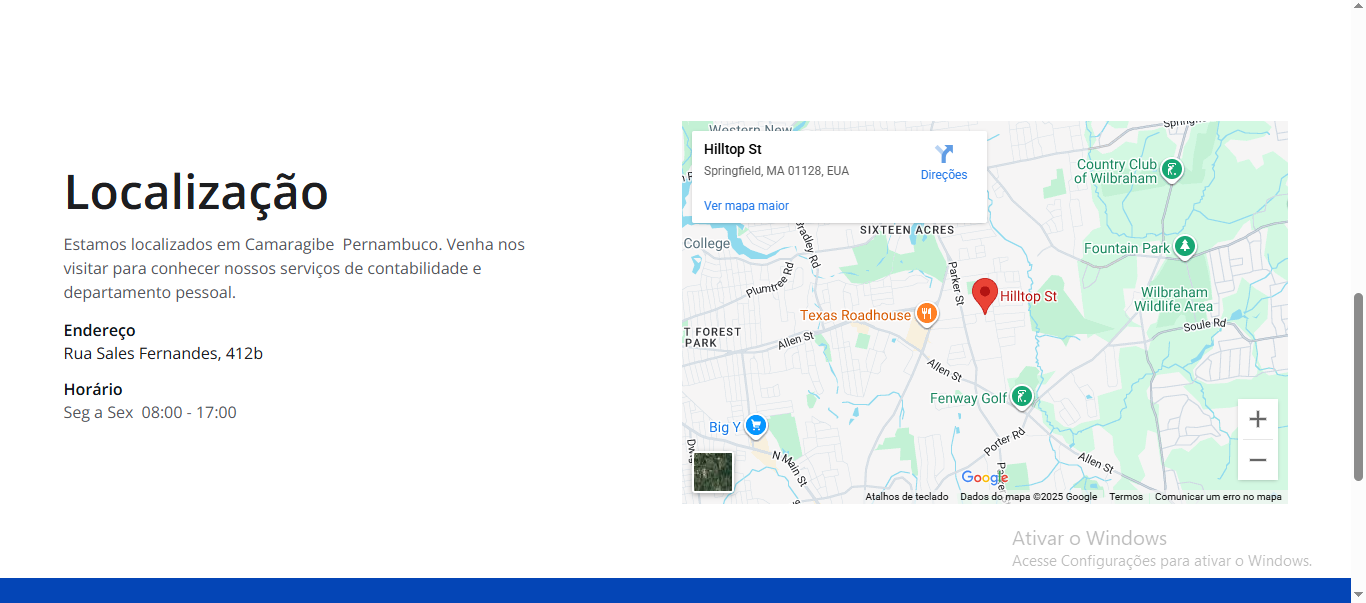 Localização
Estamos localizados em Camaragibe  Pernambuco. Venha nos
visitar para conhecer nossos serviços de contabilidade e
departamento pessoal.
Endereço
Rua Sales Fernandes, 412b
Horário
Seg a Sex  08:00 - 17:00
Western New
Hilltop St
Springfield, MA 01128, EUA
Direções
Ver mapa maior
Country Club
of Wilbraham
SIXTEEN ACRES
College
Bradley Rd
Fountain Park
Plumtree Rd
Parker St
Hilltop St
Wilbraham
Wildlife Area
Texas Roadhouse
Soule Rd
T FOREST
PARK
Allen St
Allen St
Fenway Golf
Big Y
Porter Rd
N Main St
Allen St
Google
Atalhos de teclado
Dados do mapa ©2025 Google
Termos
Comunicar um erro no mapa
Ativar o Windows
Acesse Configurações para ativar o Windows.